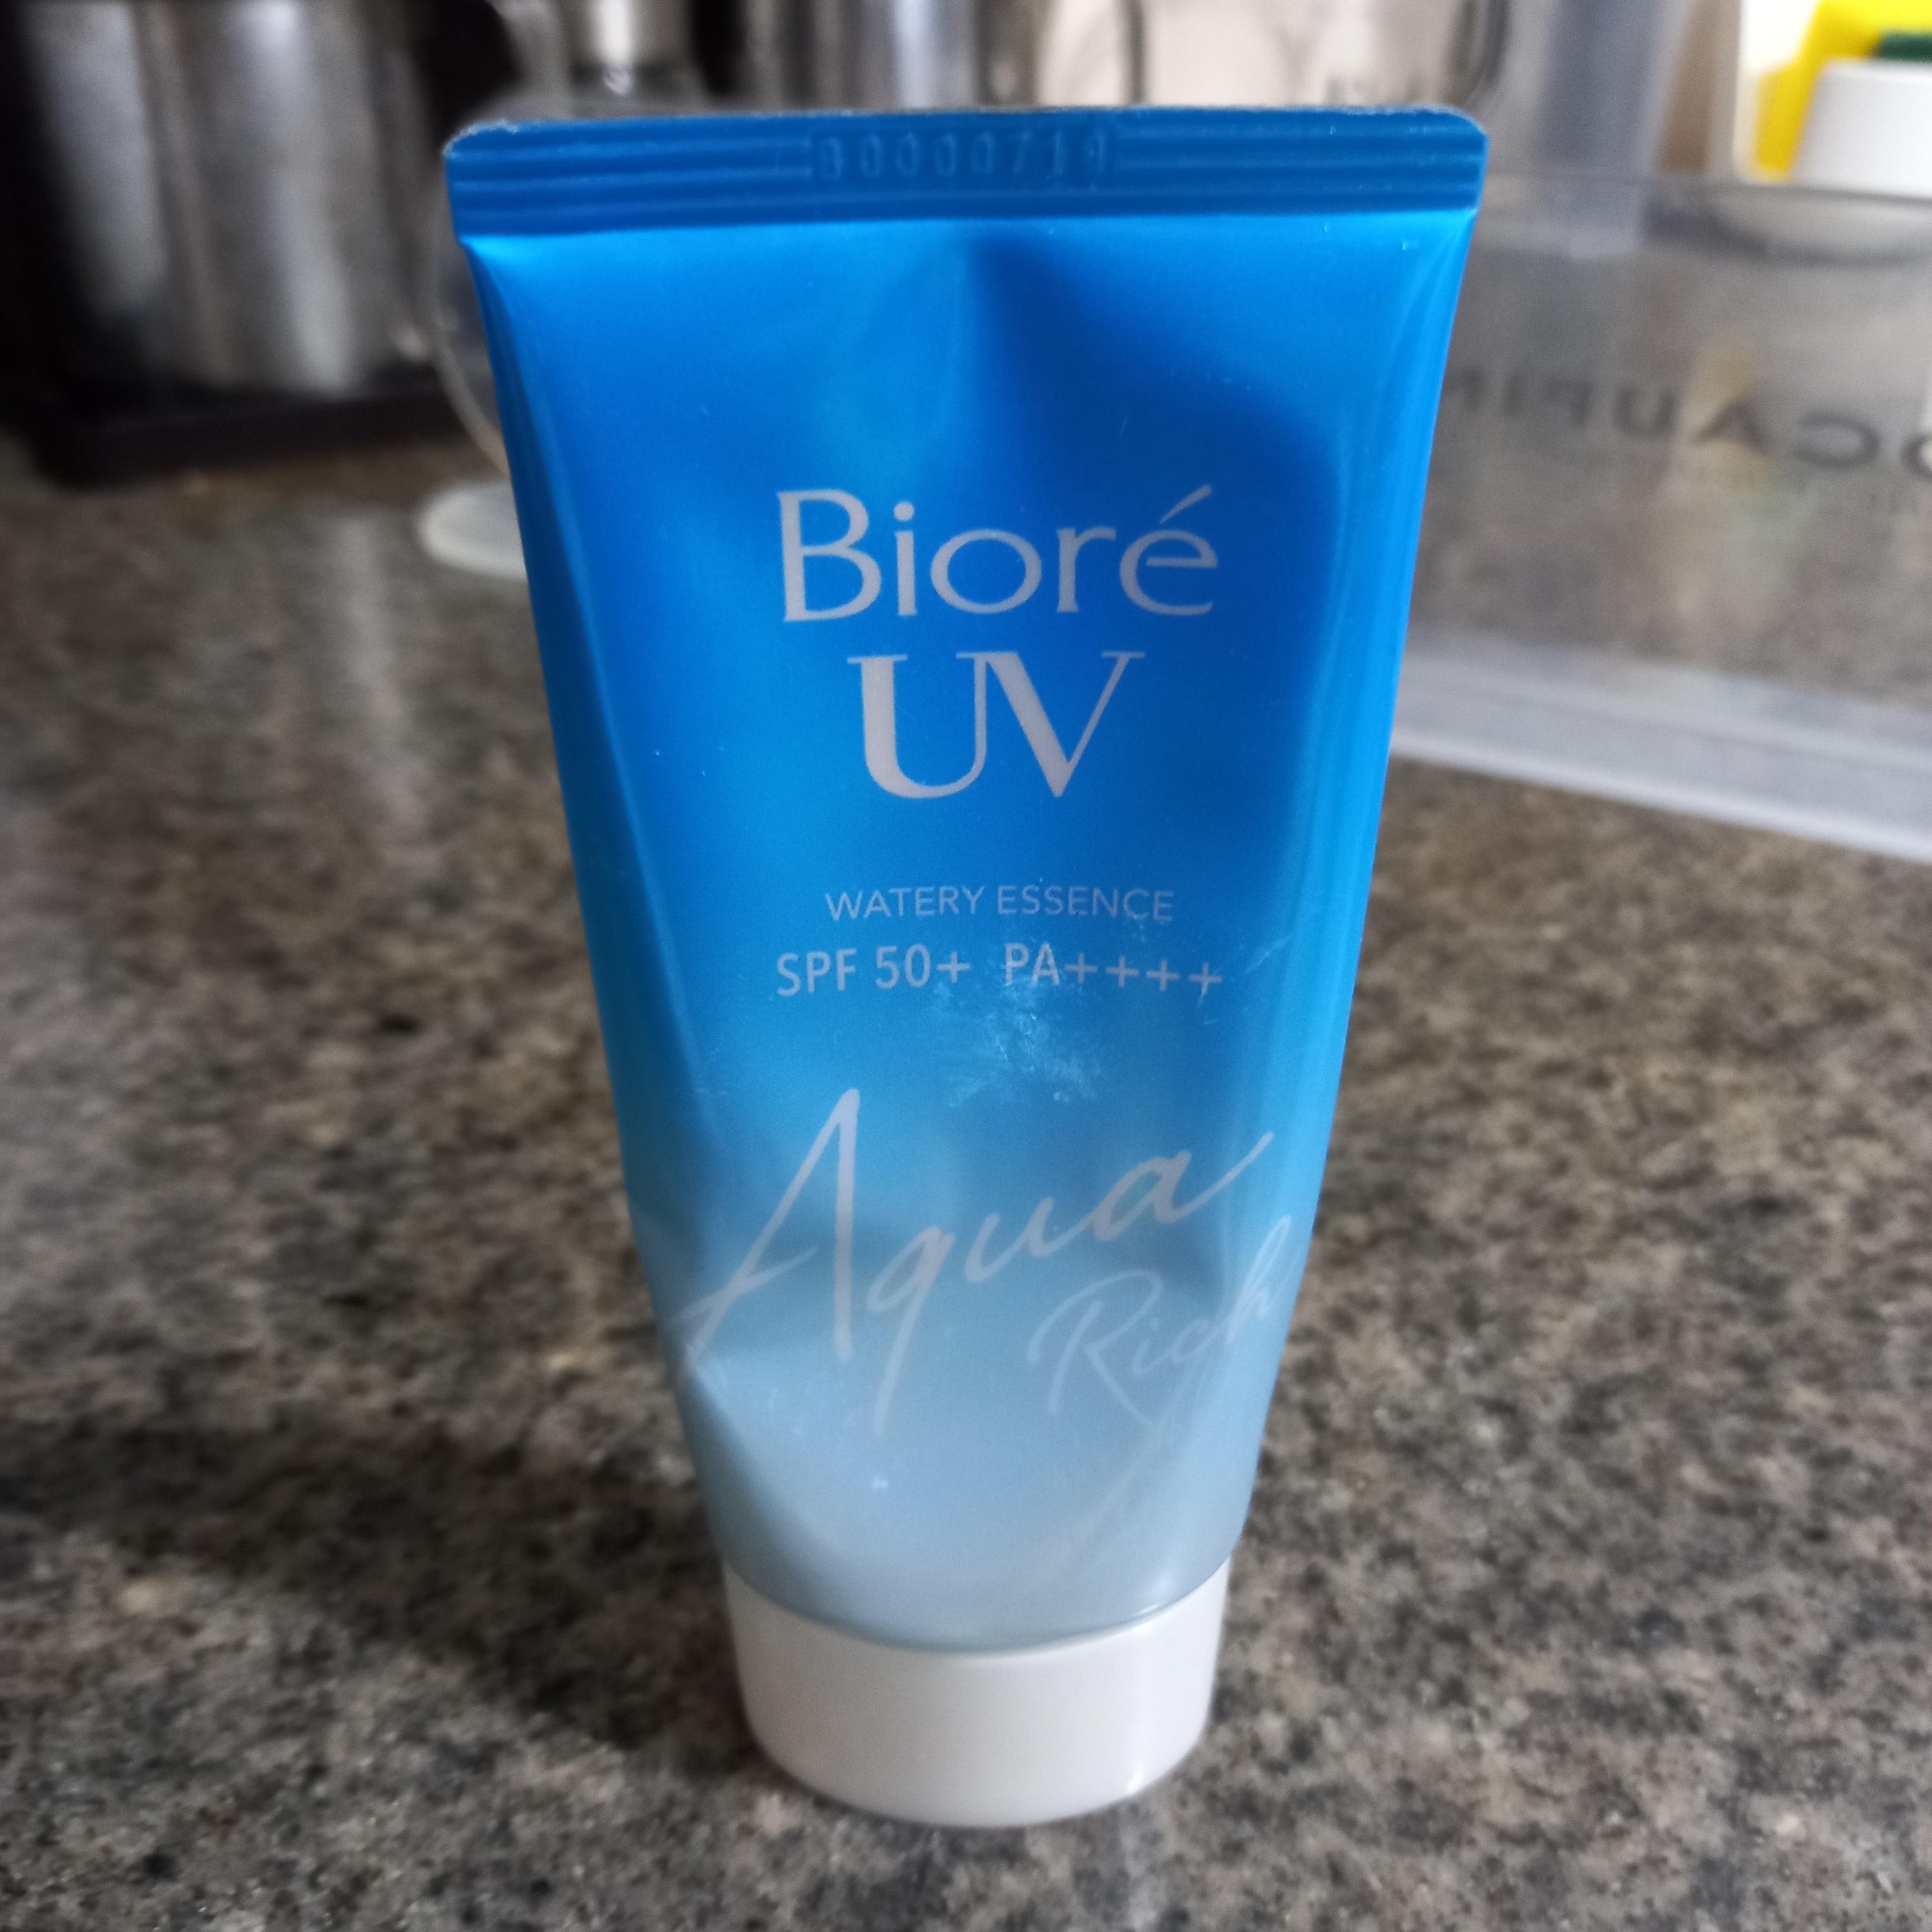 Bioré
UV
WATERY ESSENCE
SPF 50+ PA++++
Aqua
Rich